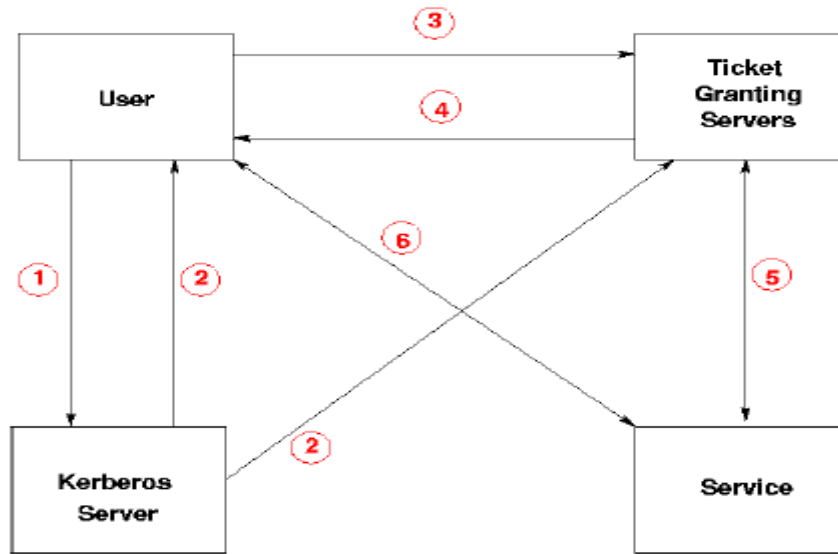 3
User
Ticket
Granting
Servers
4
6
1
2
5
2
Kerberos
Server
Service